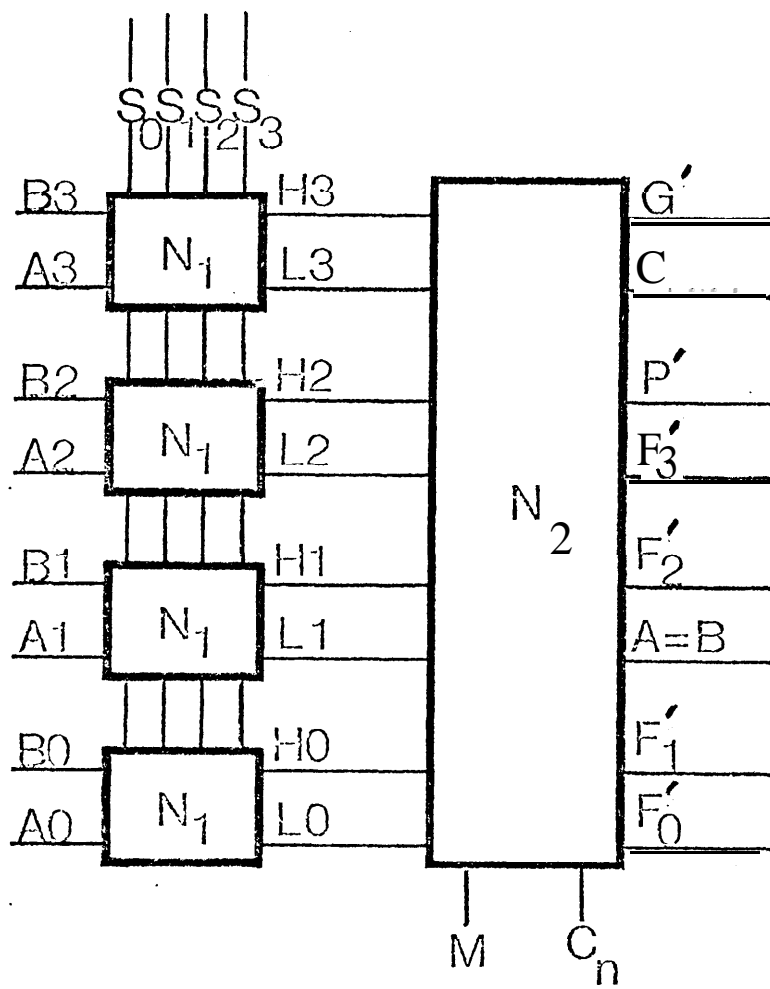 S0 S1 S2 S3
B3 H3 G′
N1
A3 L3 C
B2 H2 P′
N1
A2 L2 F3′
N2
B1 H1 F2′
N1
A1 L1 A=B
B0 H0 F1′
N1
A0 L0 F0′
M Cn